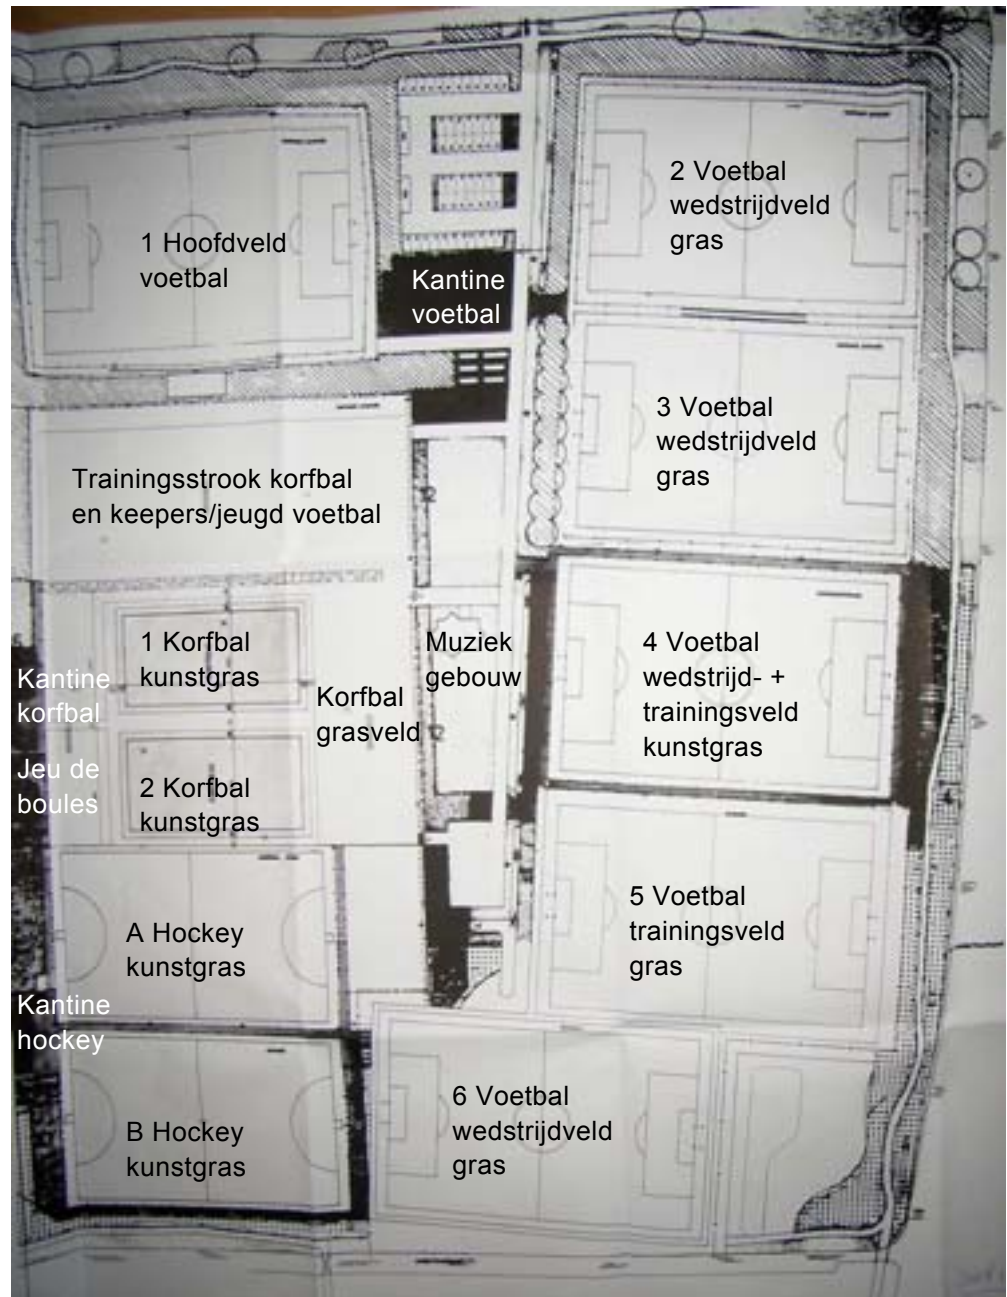 2 Voetbal
wedstrijdveld
gras
1 Hoofdveld
voetbal
Kantine
voetbal
3 Voetbal
wedstrijdveld
gras
Trainingsstrook korfbal
en keepers/jeugd voetbal
1 Korfbal
kunstgras
Muziek
gebouw
4 Voetbal
wedstrijd- +
trainingsveld
kunstgras
Kantine
korfbal
Korfbal
grasveld
Jeu de
boules
2 Korfbal
kunstgras
5 Voetbal
trainingsveld
gras
A Hockey
kunstgras
Kantine
hockey
6 Voetbal
wedstrijdveld
gras
B Hockey
kunstgras